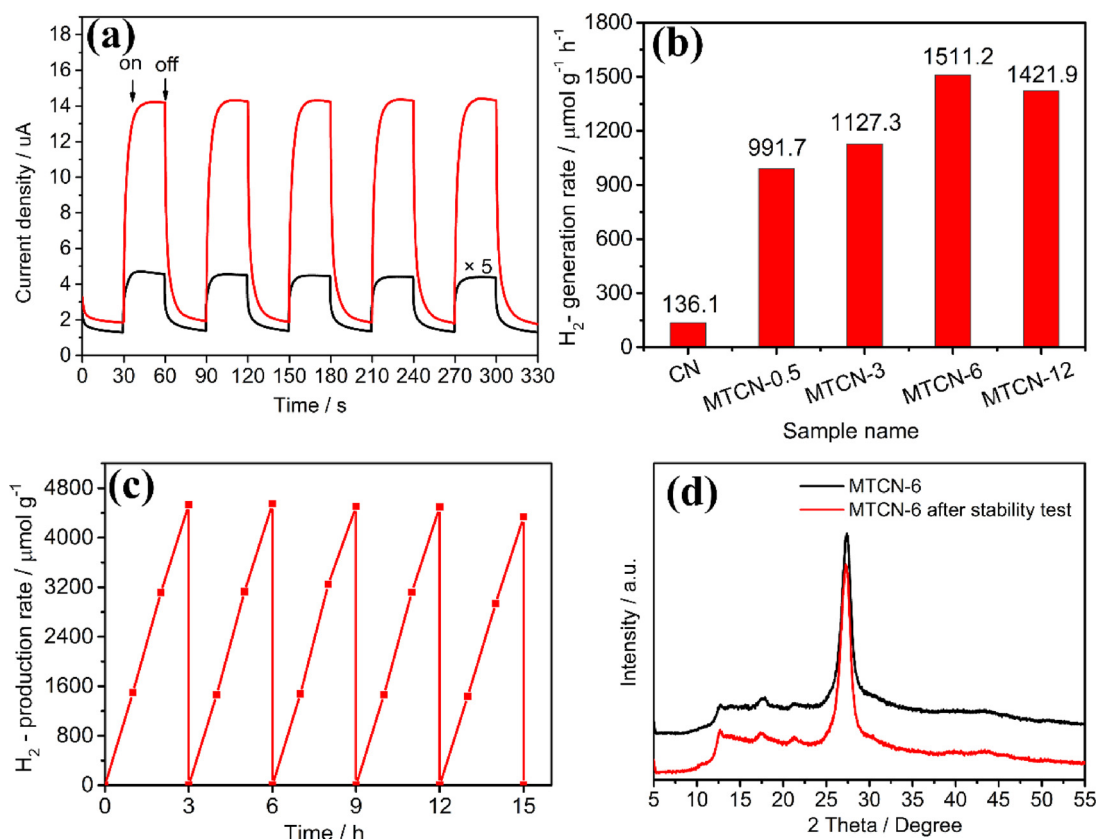 (a)
on
off
× 5
18
16
14
12
10
8
6
4
2
0
Current density / uA
0 30 60 90 120 150 180 210 240 270 300 330
Time / s
(b)
1800
1500
1200
900
600
300
0
H₂- generation rate / μmol g⁻¹ h⁻¹
136.1
991.7
1127.3
1511.2
1421.9
CN
MTCN-0.5
MTCN-3
MTCN-6
MTCN-12
Sample name
(c)
4800
4000
3200
2400
1600
800
0
H₂ - production rate / μmol g⁻¹
0 3 6 9 12 15
Time / h
(d)
MTCN-6
MTCN-6 after stability test
Intensity / a.u.
5 10 15 20 25 30 35 40 45 50 55
2 Theta / Degree